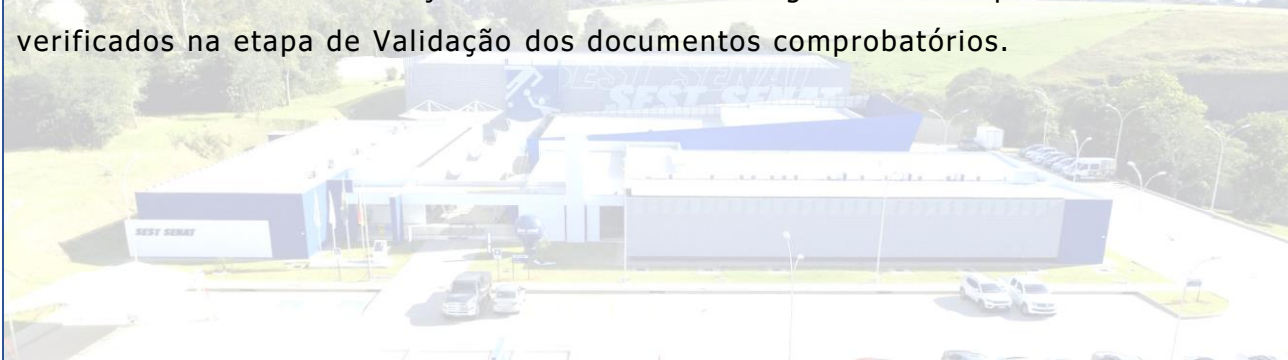 verificados na etapa de Validação dos documentos comprobatórios.
SEST SENAT
SEST SENAT
SEST SENAT